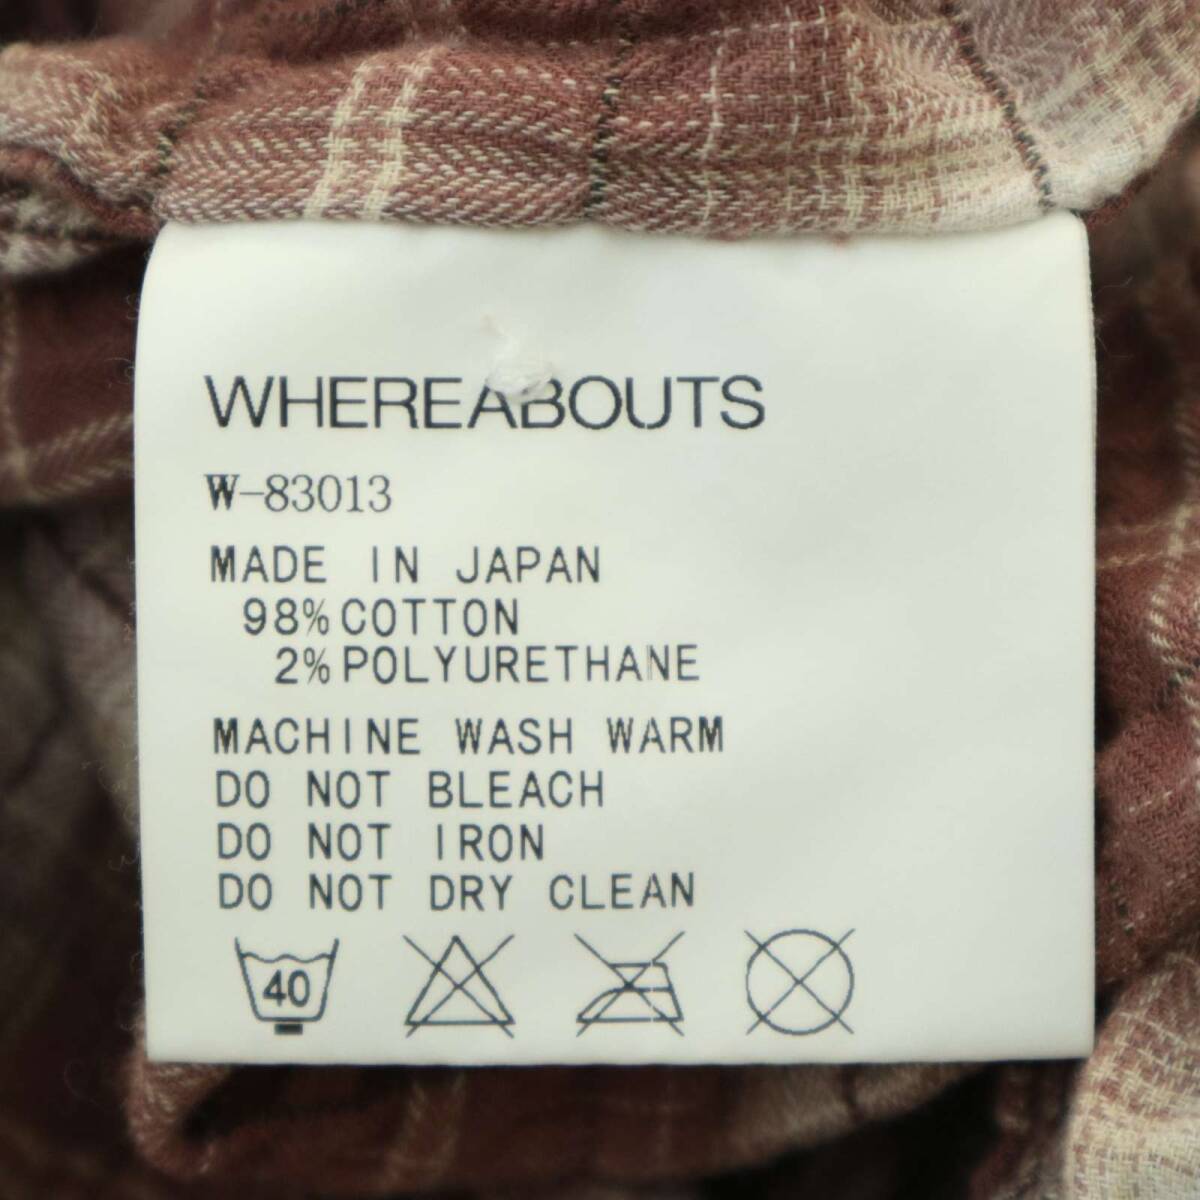 WHEREABOUTS
W-83013
MADE IN JAPAN
98% COTTON
2% POLYURETHANE
MACHINE WASH WARM
DO NOT BLEACH
DO NOT IRON
DO NOT DRY CLEAN
40